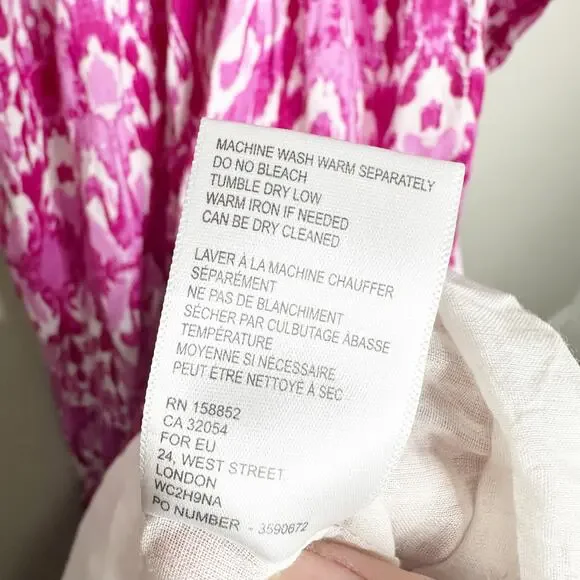 MACHINE WASH WARM SEPARATELY
DO NO BLEACH
TUMBLE DRY LOW
WARM IRON IF NEEDED
CAN BE DRY CLEANED
LAVER À LA MACHINE CHAUFFER
SÉPARÉMENT
NE PAS DE BLANCHIMENT
SÉCHER PAR CULBUTAGE ÀBASSE
TEMPÉRATURE
MOYENNE SI NÉCESSAIRE
PEUT ÊTRE NETTOYÉ À SEC
RN 158852
CA 32054
FOR EU
24, WEST STREET
LONDON
WC2H9NA
PO NUMBER - 3590672